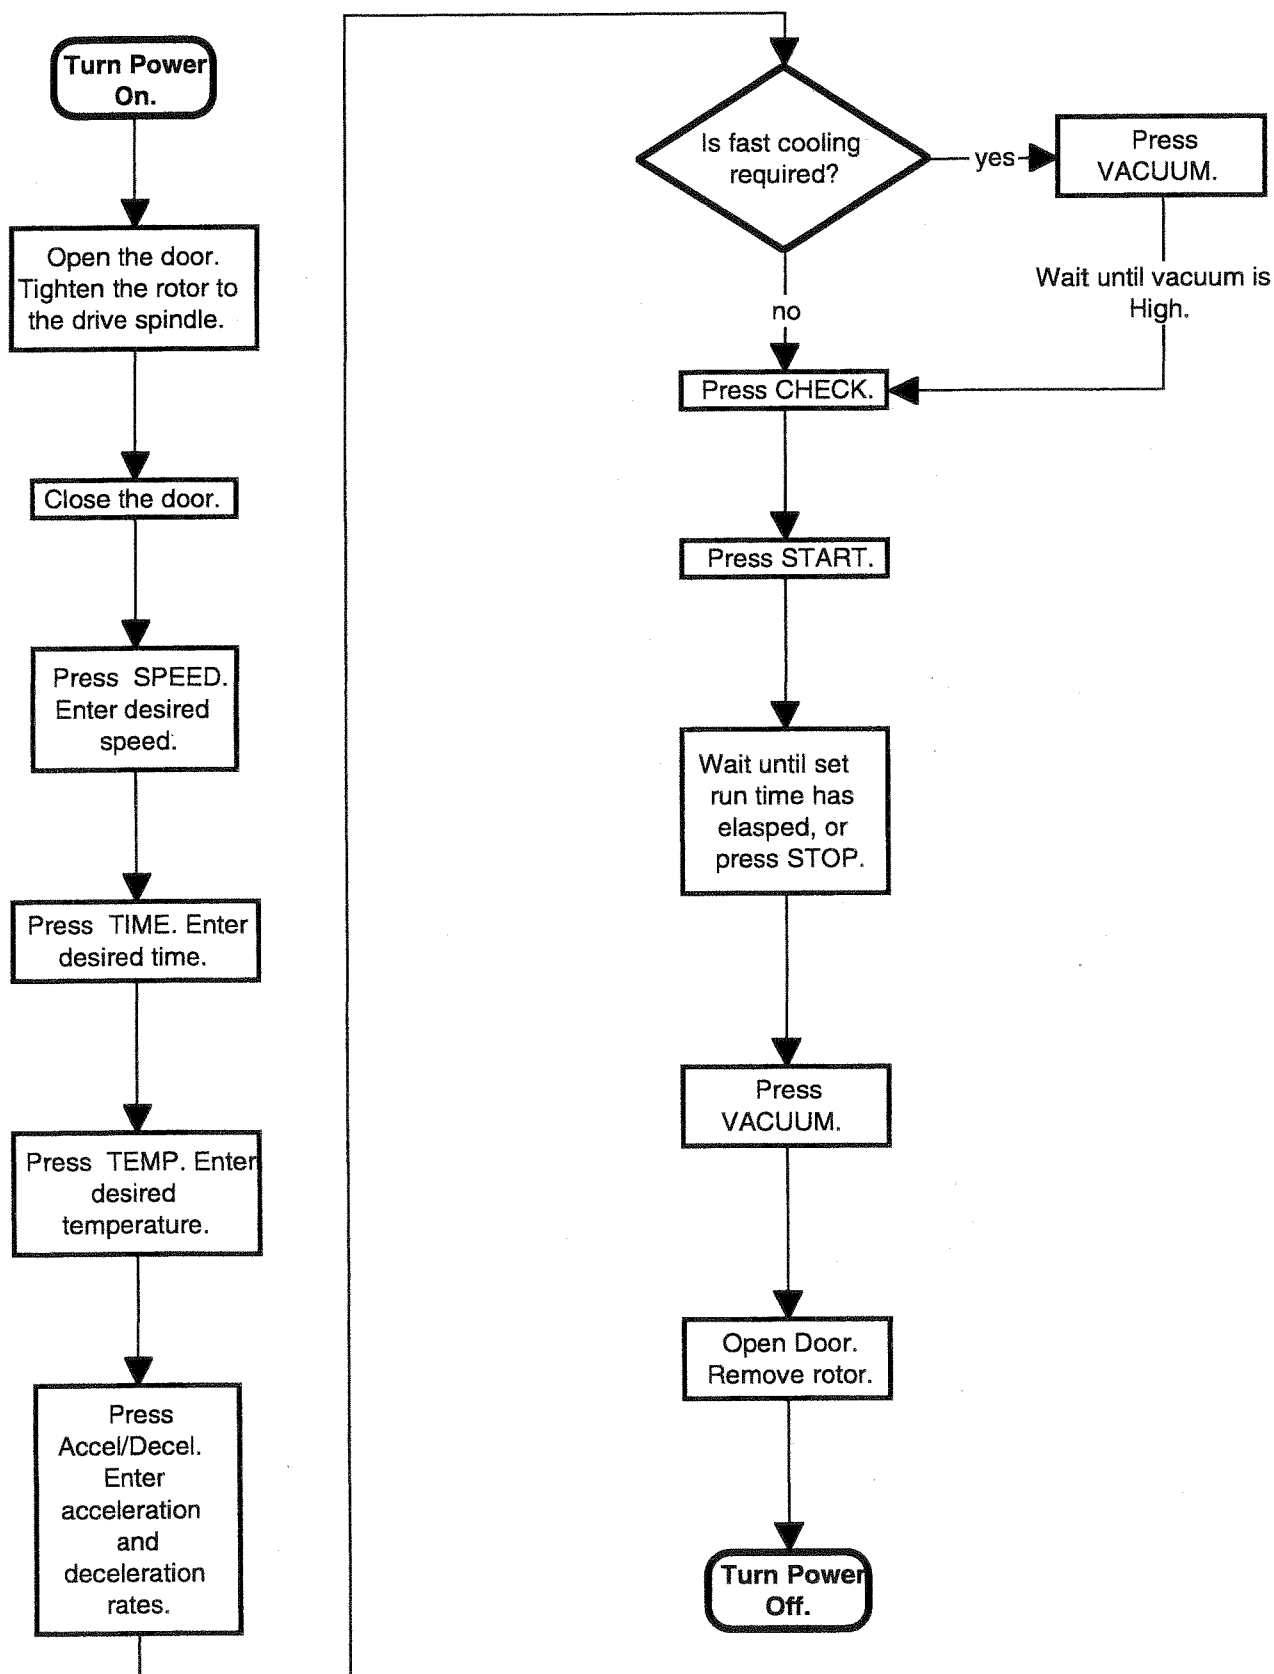 Turn Power
On.
Open the door.
Tighten the rotor to
the drive spindle.
Close the door.
Press SPEED.
Enter desired
speed.
Press TIME. Enter
desired time.
Press TEMP. Enter
desired
temperature.
Press
Accel/Decel.
Enter
acceleration
and
deceleration
rates.
Is fast cooling
required?
yes
Press
VACUUM.
Wait until vacuum is
High.
no
Press CHECK.
Press START.
Wait until set
run time has
elasped, or
press STOP.
Press
VACUUM.
Open Door.
Remove rotor.
Turn Power
Off.